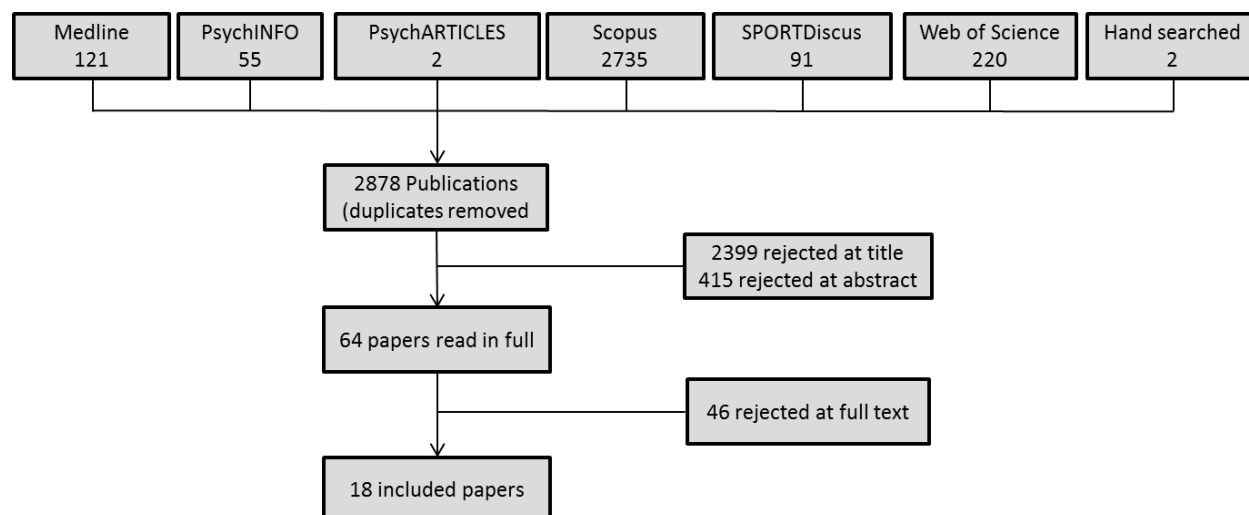 Medline
121
PsychINFO
55
PsychARTICLES
2
Scopus
2735
SPORTDiscus
91
Web of Science
220
Hand searched
2
2878 Publications
(duplicates removed
2399 rejected at title
415 rejected at abstract
64 papers read in full
46 rejected at full text
18 included papers